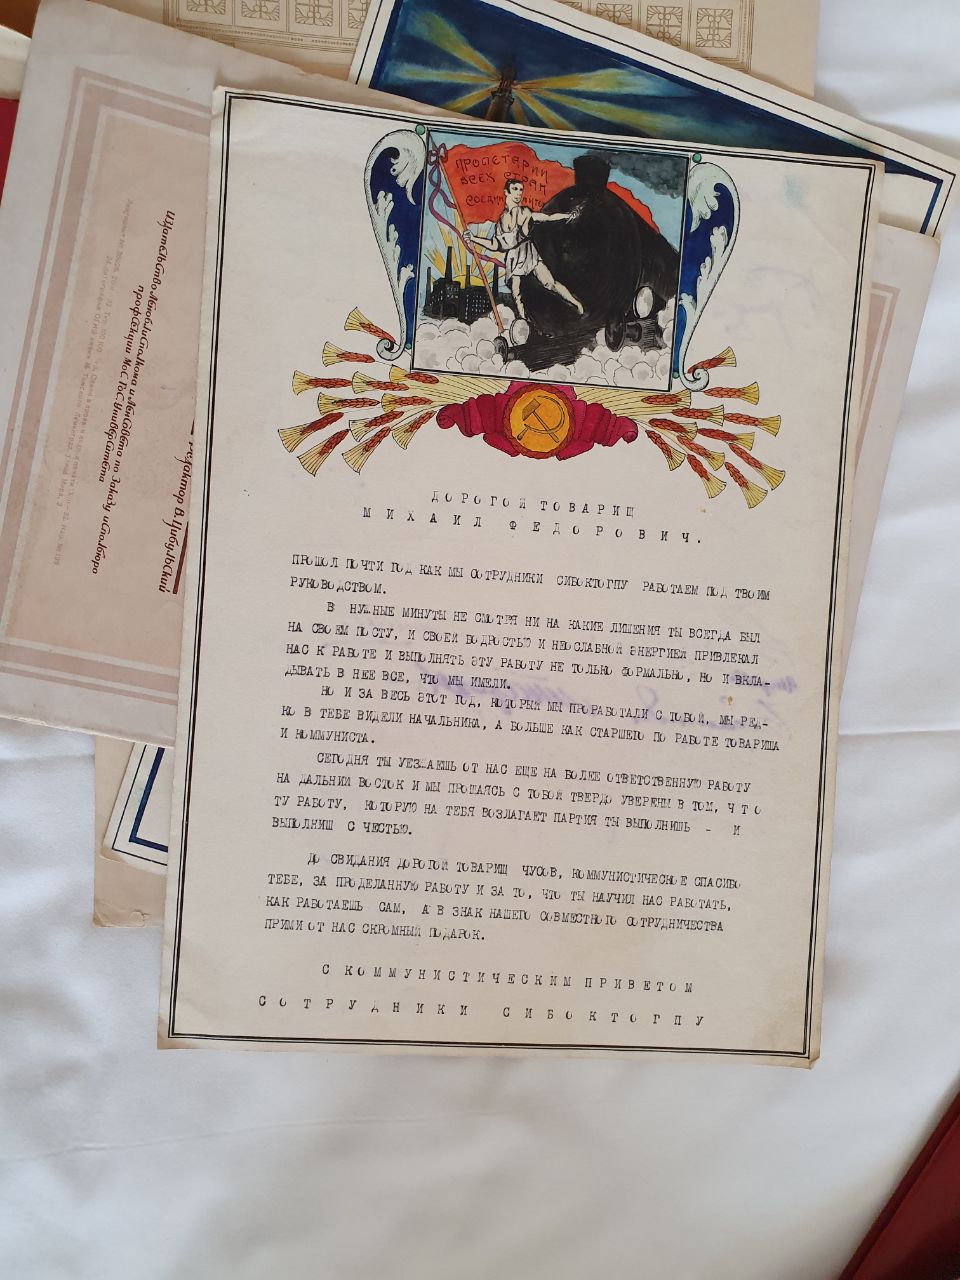 ПРОЛЕТАРИИ
ВСЕХ СТРАН
ДОРОГОЙ ТОВАРИЩ
МИХАИЛ ФЕДОРОВИЧ.
ПРОШОЛ ПОЧТИ ГОД КАК МЫ СОТРУДНИКИ СИБОКТОГПУ РАБОТАЕМ ПОД ТВОИМ
РУКОВОДСТВОМ.
В НУЖНЫЕ МИНУТЫ НЕ СМОТРЯ НИ НА КАКИЕ ЛИШЕНИЯ ТЫ ВСЕГДА БЫЛ
НА СВОЕМ ПОСТУ, И СВОЕЙ БОДРОСТЬЮ И НЕОСЛАБНОЙ ЭНЕРГИЕЙ ПРИВЛЕКАЛ
НАС К РАБОТЕ И ВЫПОЛНЯТЬ ЭТУ РАБОТУ НЕ ТОЛЬКО ФОРМАЛЬНО, НО И ВКЛА-
ДЫВАТЬ В НЕЕ ВСЕ, ЧТО МЫ ИМЕЛИ.
НО И ЗА ВЕСЬ ЭТОТ ГОД, КОТОРЫЙ МЫ ПРОРАБОТАЛИ С ТОБОЙ, МЫ РЕД-
КО В ТЕБЕ ВИДЕЛИ НАЧАЛЬНИКА, А БОЛЬШЕ КАК СТАРШЕГО ПО РАБОТЕ ТОВАРИЩА
И КОММУНИСТА.
СЕГОДНЯ ТЫ УЕЗЖАЕШЬ ОТ НАС ЕЩЕ НА БОЛЕЕ ОТВЕТСТВЕННУЮ РАБОТУ
НА ДАЛЬНИЙ ВОСТОК И МЫ ПРОЩАЯСЬ С ТОБОЙ ТВЕРДО УВЕРЕНЫ В ТОМ, ЧТО
ТУ РАБОТУ, КОТОРУЮ НА ТЕБЯ ВОЗЛАГАЕТ ПАРТИЯ ТЫ ВЫПОЛНИШЬ - И
ВЫПОЛНИШ С ЧЕСТЬЮ.
ДО СВИДАНИЯ ДОРОГОЙ ТОВАРИЩ ЧУСОВ, КОММУНИСТИЧЕСКОЕ СПАСИБО
ТЕБЕ, ЗА ПРОДЕЛАННУЮ РАБОТУ И ЗА ТО, ЧТО ТЫ НАУЧИЛ НАС РАБОТАТЬ,
КАК РАБОТАЕШЬ САМ, А В ЗНАК НАШЕГО СОВМЕСТНОГО СОТРУДНИЧЕСТВА
ПРИМИ ОТ НАС СКРОМНЫЙ ПОДАРОК.
С КОММУНИСТИЧЕСКИМ ПРИВЕТОМ
СОТРУДНИКИ СИБОКТОГПУ
по Заказу
профсекции МосГосУниверситета
Редактор В. Цибульский